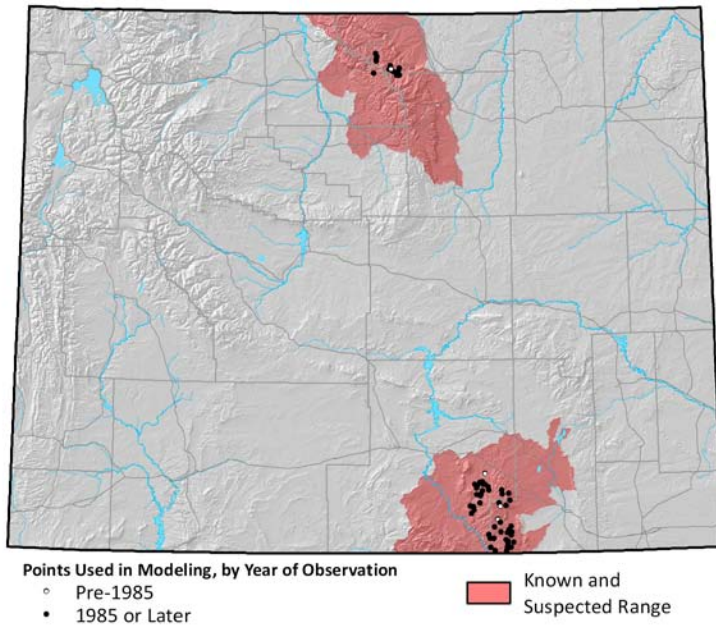 Points Used in Modeling, by Year of Observation
Pre-1985
1985 or Later
Known and
Suspected Range